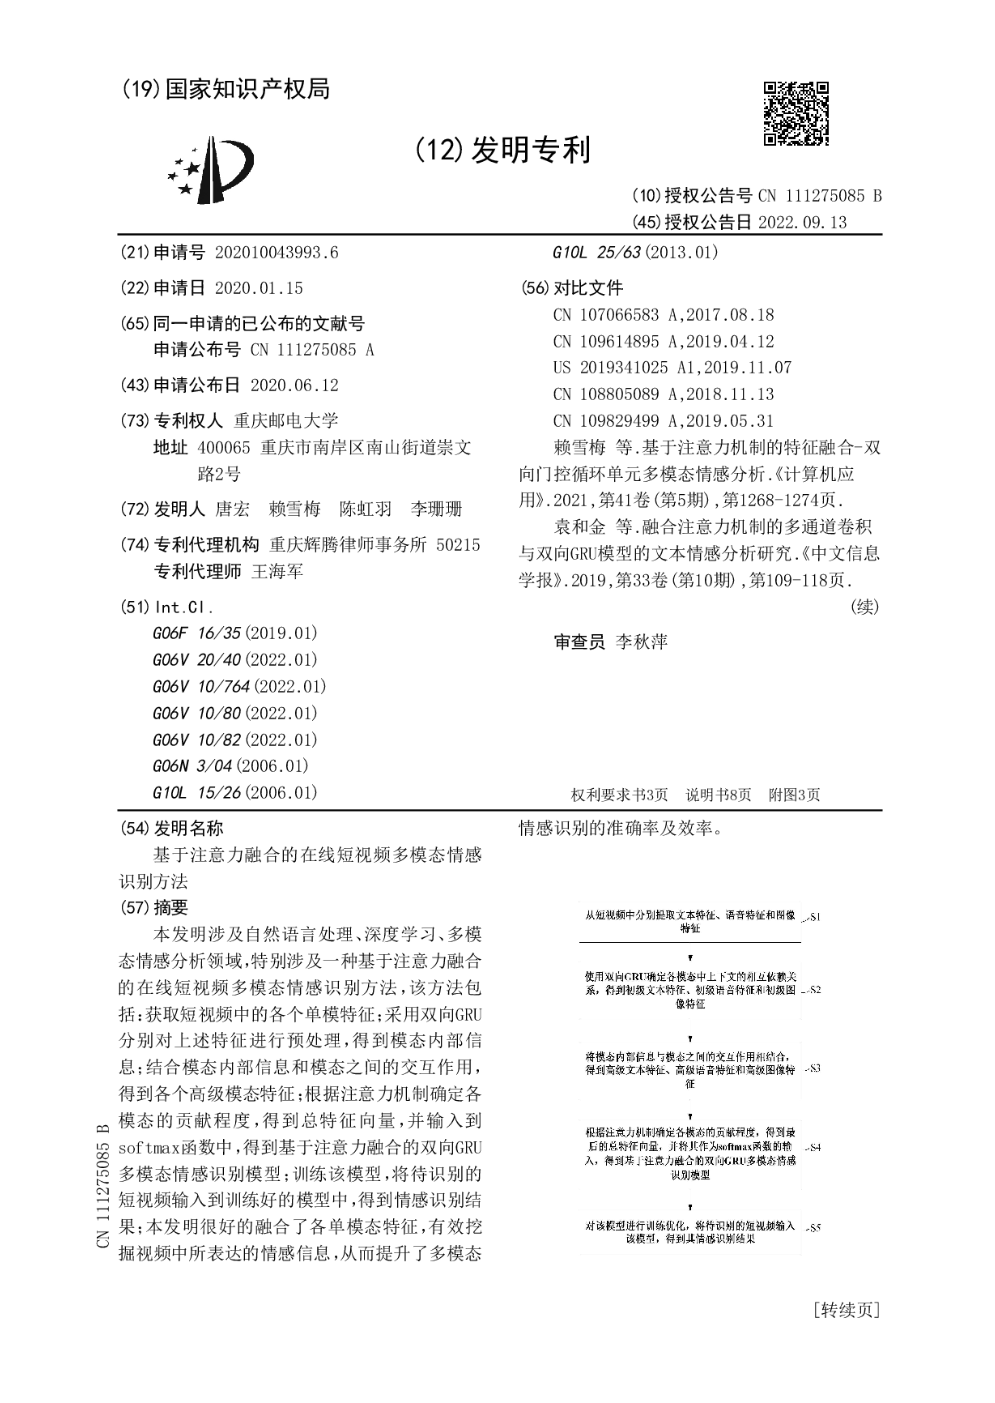 (19)国家知识产权局
(12)发明专利
(10)授权公告号 CN 111275085 B
(45)授权公告日 2022.09.13
(21)申请号 202010043993.6
(22)申请日 2020.01.15
(65)同一申请的已公布的文献号
申请公布号 CN 111275085 A
(43)申请公布日 2020.06.12
(73)专利权人 重庆邮电大学
地址 400065 重庆市南岸区南山街道崇文
路2号
(72)发明人 唐宏 赖雪梅 陈虹羽 李珊珊
(74)专利代理机构 重庆辉腾律师事务所 50215
专利代理师 王海军
(51)Int.Cl.
G06F 16/35(2019.01)
G06V 20/40(2022.01)
G06V 10/764(2022.01)
G06V 10/80(2022.01)
G06V 10/82(2022.01)
G06N 3/04(2006.01)
G10L 15/26(2006.01)
G10L 25/63(2013.01)
(56)对比文件
CN 107066583 A,2017.08.18
CN 109614895 A,2019.04.12
US 2019341025 A1,2019.11.07
CN 108805089 A,2018.11.13
CN 109829499 A,2019.05.31
赖雪梅 等.基于注意力机制的特征融合-双
向门控循环单元多模态情感分析.《计算机应
用》.2021,第41卷(第5期),第1268-1274页.
袁和金 等.融合注意力机制的多通道卷积
与双向GRU模型的文本情感分析研究.《中文信息
学报》.2019,第33卷(第10期),第109-118页.
(续)
审查员 李秋萍
权利要求书3页 说明书8页 附图3页
(54)发明名称
基于注意力融合的在线短视频多模态情感
识别方法
(57)摘要
本发明涉及自然语言处理、深度学习、多模
态情感分析领域,特别涉及一种基于注意力融合
的在线短视频多模态情感识别方法,该方法包
括:获取短视频中的各个单模特征;采用双向GRU
分别对上述特征进行预处理,得到模态内部信
息;结合模态内部信息和模态之间的交互作用,
得到各个高级模态特征;根据注意力机制确定各
模态的贡献程度,得到总特征向量,并输入到
softmax函数中,得到基于注意力融合的双向GRU
多模态情感识别模型;训练该模型,将待识别的
短视频输入到训练好的模型中,得到情感识别结
果;本发明很好的融合了各单模态特征,有效挖
掘视频中所表达的情感信息,从而提升了多模态
情感识别的准确率及效率。
从短视频中分别提取文本特征、语音特征和图像
特征
S1
使用双向GRU确定各模态中上下文的相互依赖关
系,得到初级文本特征、初级语音特征和初级图
像特征
S2
将模态内部信息与模态之间的交互作用相结合,
得到高级文本特征、高级语音特征和高级图像特
征
S3
根据注意力机制确定各模态的贡献程度,得到最
后的总特征向量,并将其作为softmax函数的输
入,得到基于注意力融合的双向GRU多模态情感
识别模型
S4
对该模型进行训练优化,将待识别的短视频输入
该模型,得到其情感识别结果
S5
CN 111275085 B
[转续页]